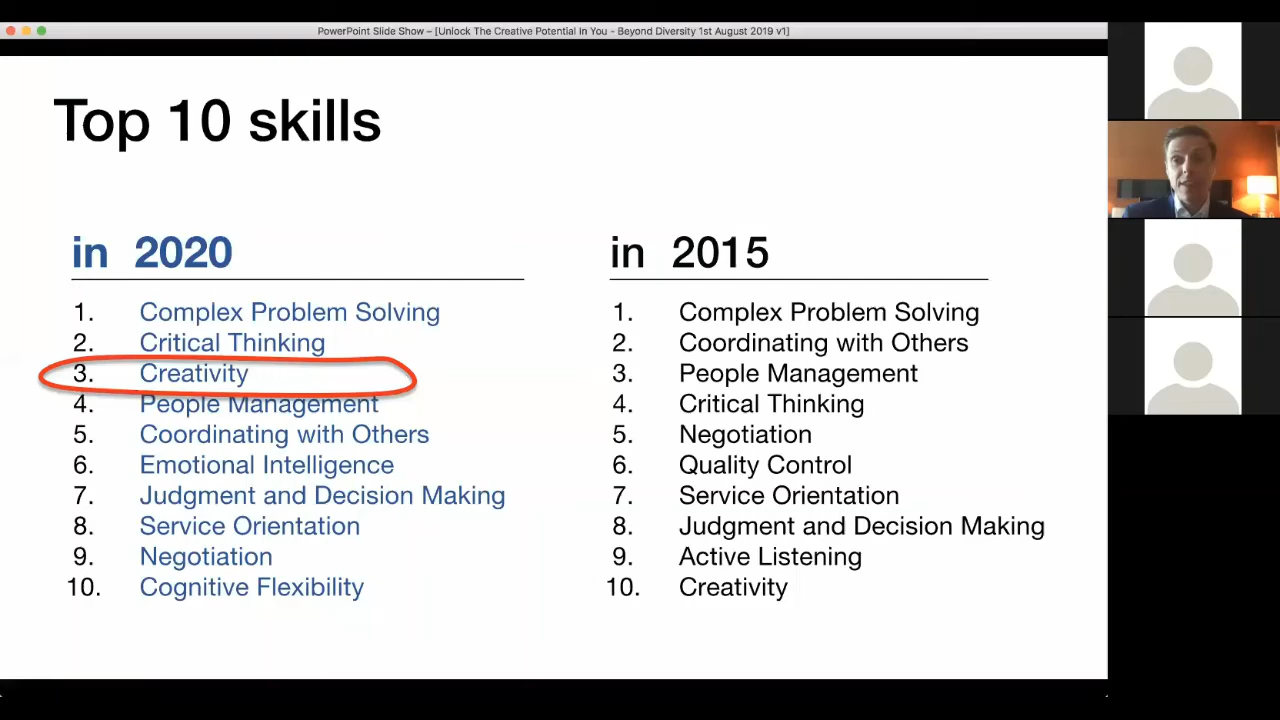 PowerPoint Slide Show – [Unlock The Creative Potential In You - Beyond Diversity 1st August 2019 v1]
Top 10 skills
in 2020
1. Complex Problem Solving
2. Critical Thinking
3. Creativity
4. People Management
5. Coordinating with Others
6. Emotional Intelligence
7. Judgment and Decision Making
8. Service Orientation
9. Negotiation
10. Cognitive Flexibility
in 2015
1. Complex Problem Solving
2. Coordinating with Others
3. People Management
4. Critical Thinking
5. Negotiation
6. Quality Control
7. Service Orientation
8. Judgment and Decision Making
9. Active Listening
10. Creativity